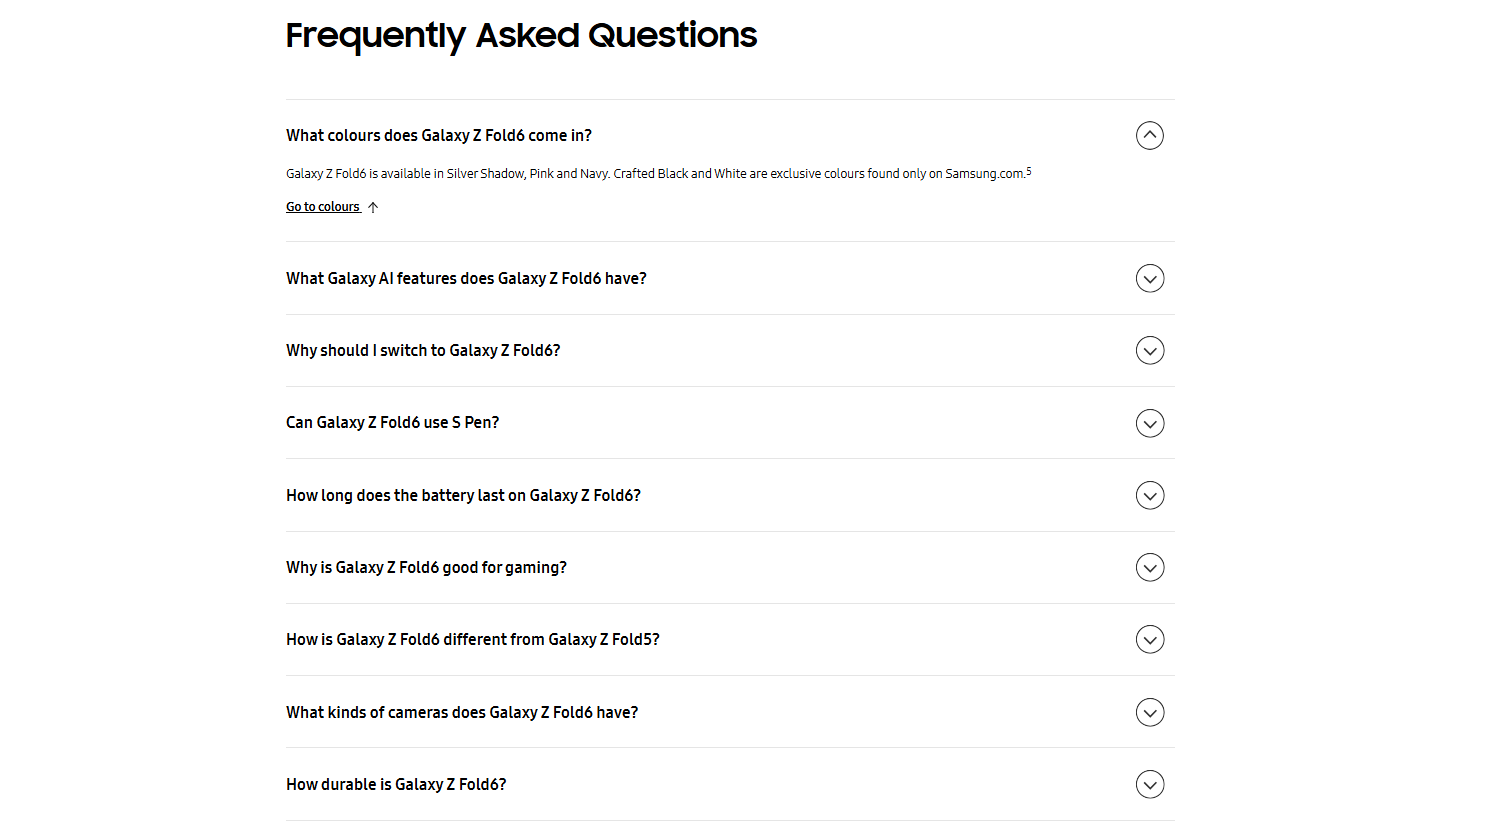 Frequently Asked Questions
What colours does Galaxy Z Fold6 come in?
Galaxy Z Fold6 is available in Silver Shadow, Pink and Navy. Crafted Black and White are exclusive colours found only on Samsung.com.5
Go to colours
What Galaxy AI features does Galaxy Z Fold6 have?
Why should I switch to Galaxy Z Fold6?
Can Galaxy Z Fold6 use S Pen?
How long does the battery last on Galaxy Z Fold6?
Why is Galaxy Z Fold6 good for gaming?
How is Galaxy Z Fold6 different from Galaxy Z Fold5?
What kinds of cameras does Galaxy Z Fold6 have?
How durable is Galaxy Z Fold6?